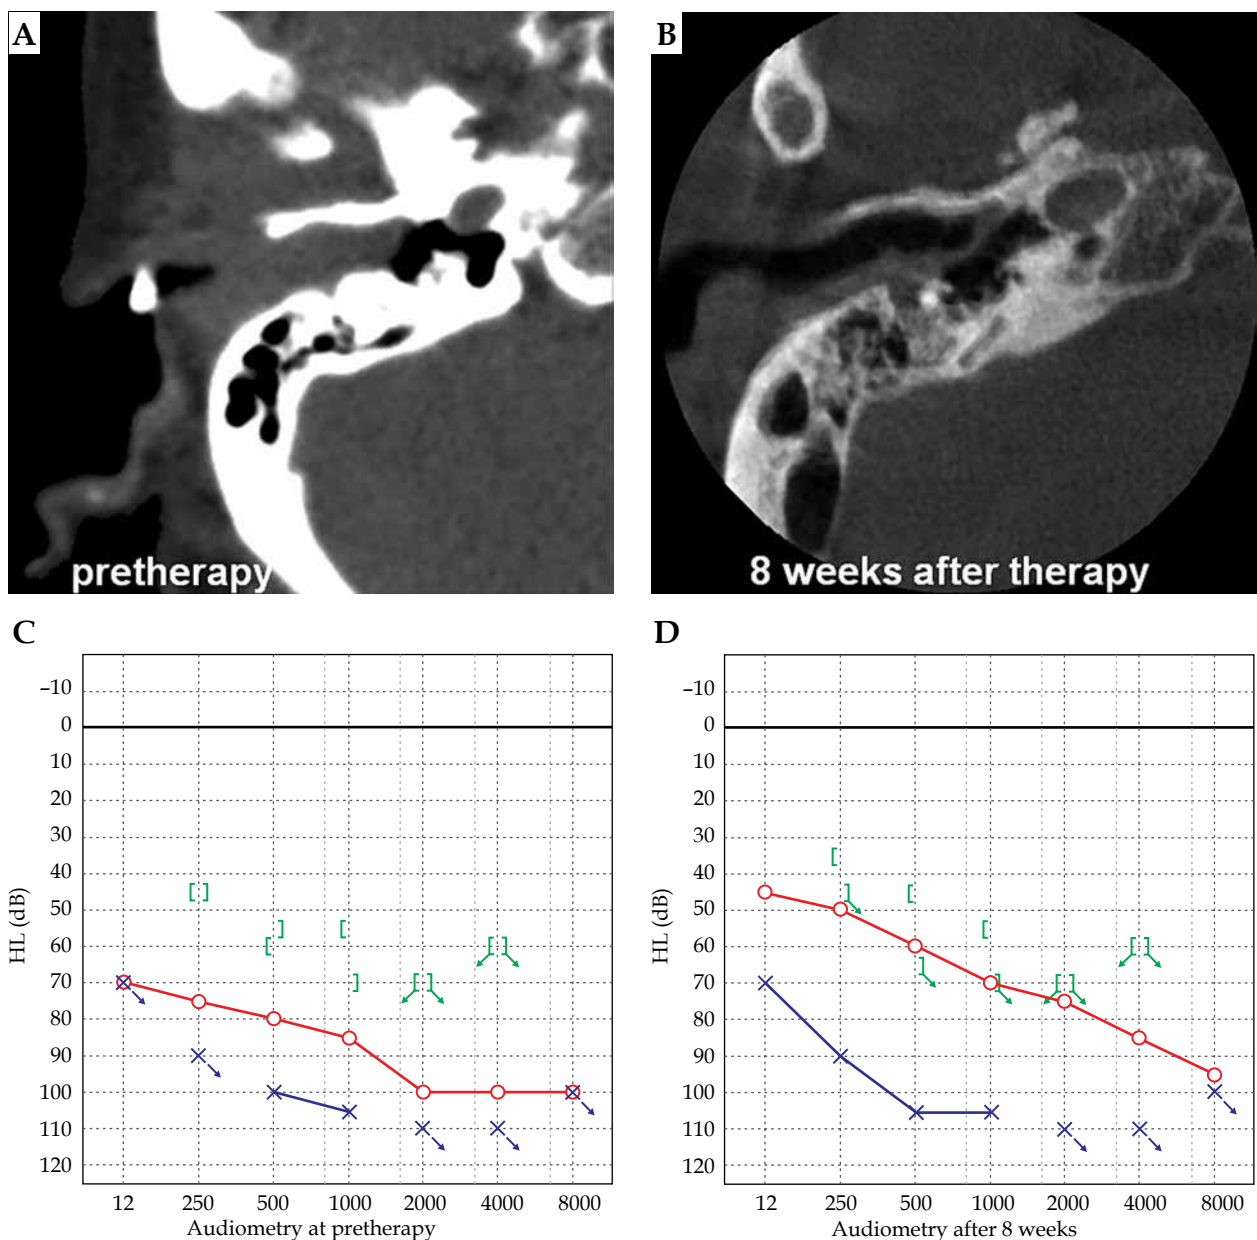 A
B
pretherapy
8 weeks after therapy
C
D
HL (dB)
–10
0
10
20
30
40
50
60
70
80
90
100
110
120
12 250 500 1000 2000 4000 8000
Audiometry at pretherapy
HL (dB)
–10
0
10
20
30
40
50
60
70
80
90
100
110
120
12 250 500 1000 2000 4000 8000
Audiometry after 8 weeks